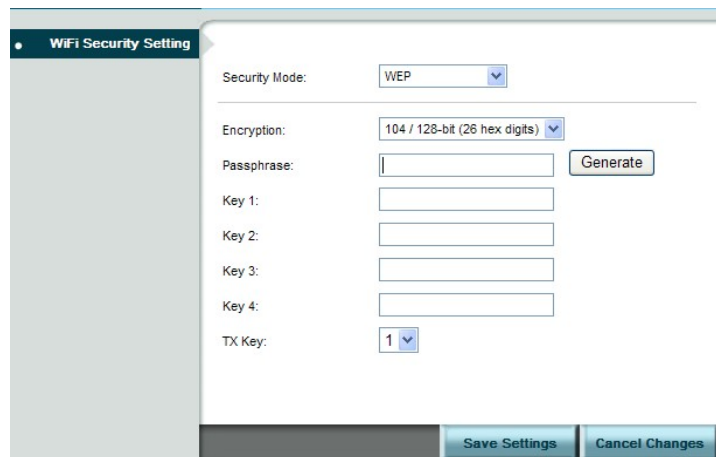 WiFi Security Setting
Security Mode: WEP
Encryption: 104 / 128-bit (26 hex digits)
Passphrase: Generate
Key 1:
Key 2:
Key 3:
Key 4:
TX Key: 1
Save Settings Cancel Changes